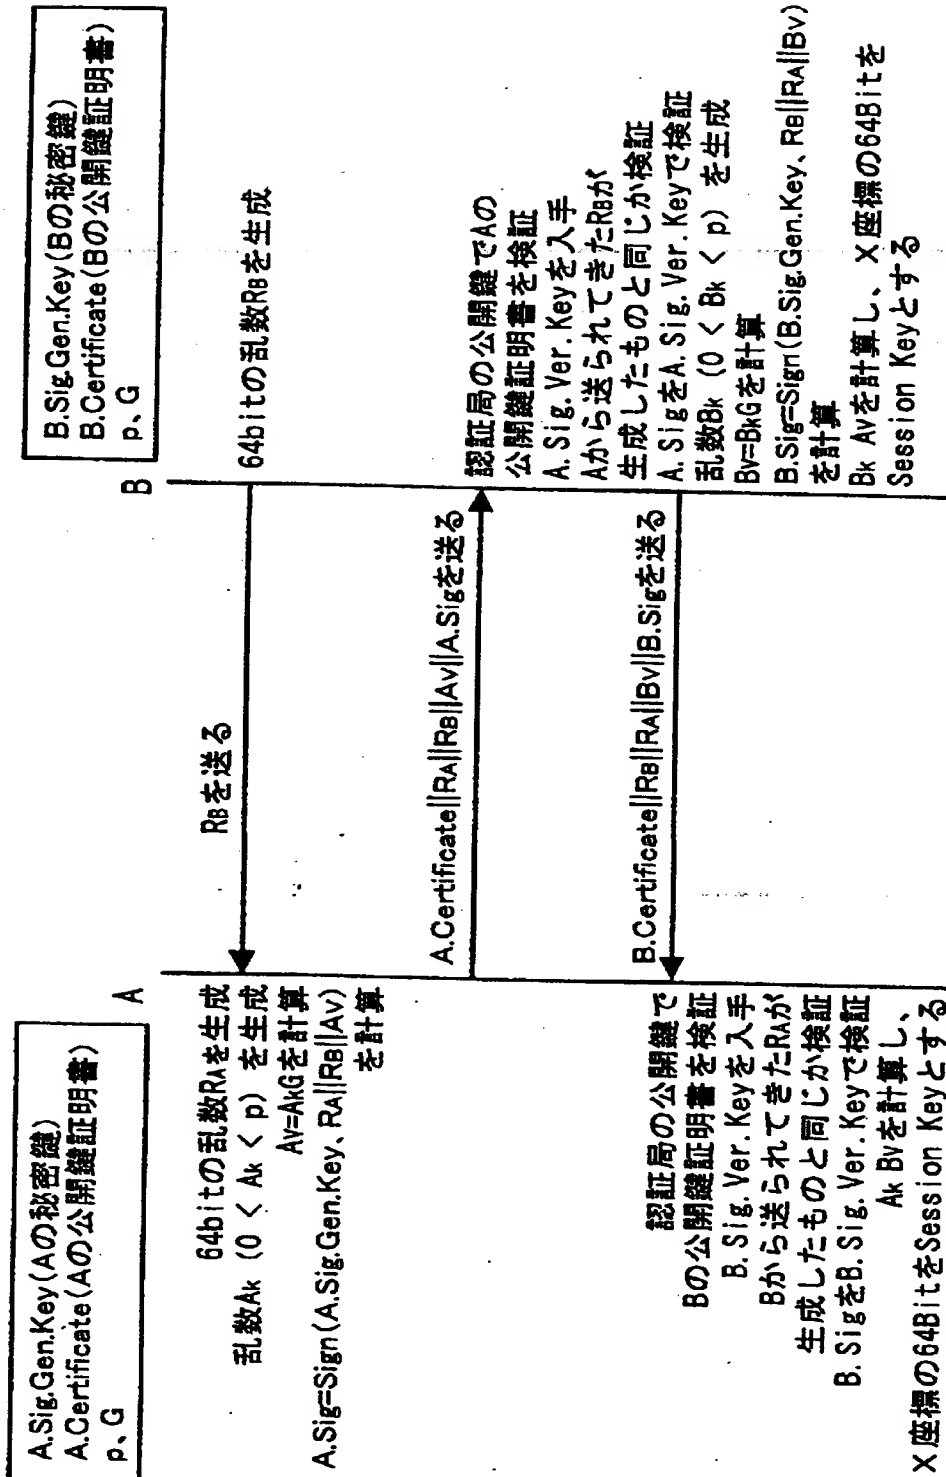 A.Sig.Gen.Key(Aの秘密鍵)
A.Certificate(Aの公開鍵証明書)
p、G
B.Sig.Gen.Key(Bの秘密鍵)
B.Certificate(Bの公開鍵証明書)
p、G
A
B
64bitの乱数RBを生成
RBを送る
64bitの乱数RAを生成
乱数Ak (0 < Ak < p) を生成
Av=AkGを計算
A.Sig=Sign(A.Sig.Gen.Key、RA||RB||Av)
を計算
A.Certificate||RA||RB||Av||A.Sigを送る
認証局の公開鍵でAの
公開鍵証明書を検証
A.Sig.Ver.Keyを入手
Aから送られてきたRBが
生成したものと同じか検証
A.SigをA.Sig.Ver.Keyで検証
乱数Bk (0 < Bk < p) を生成
Bv=BkGを計算
B.Sig=Sign(B.Sig.Gen.Key、RB||RA||Bv)
を計算
Bk Avを計算し、X座標の64Bitを
Session Keyとする
B.Certificate||RB||RA||Bv||B.Sigを送る
認証局の公開鍵で
Bの公開鍵証明書を検証
B.Sig.Ver.Keyを入手
Bから送られてきたRAが
生成したものと同じか検証
B.SigをB.Sig.Ver.Keyで検証
Ak Bvを計算し、
X座標の64BitをSession Keyとする